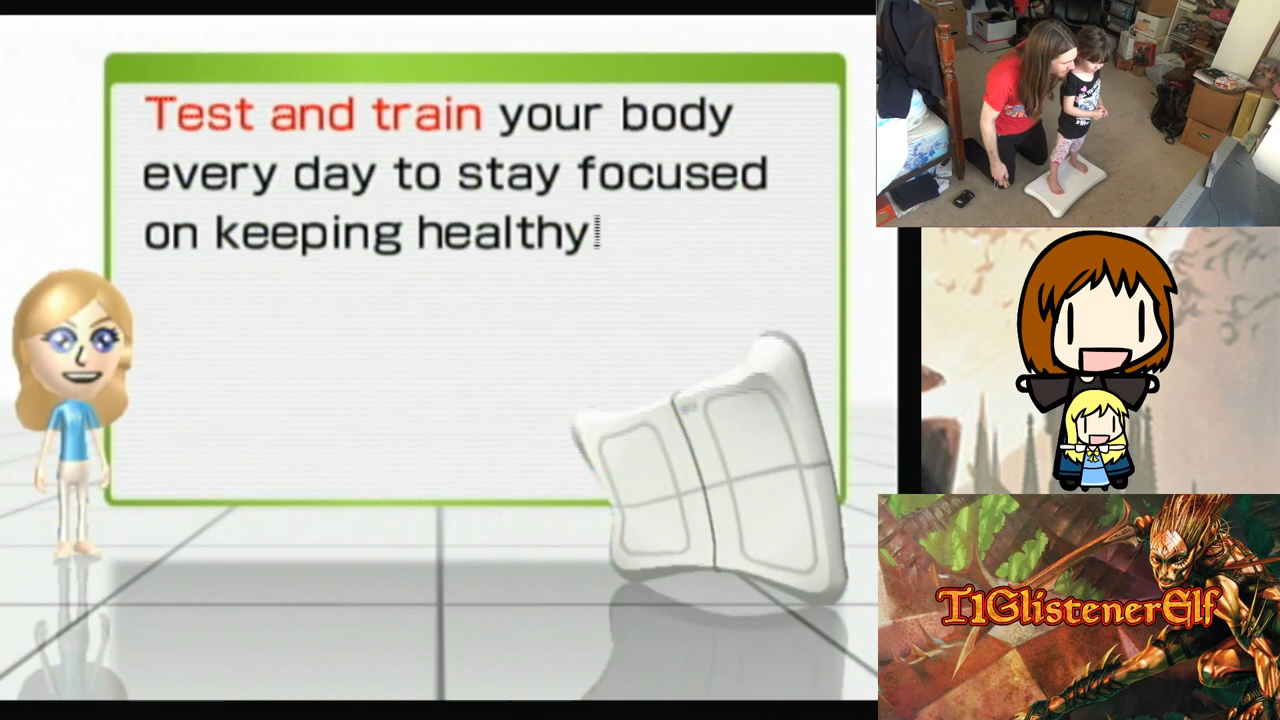 Test and train your body
every day to stay focused
on keeping healthy
T1GlistenerElf